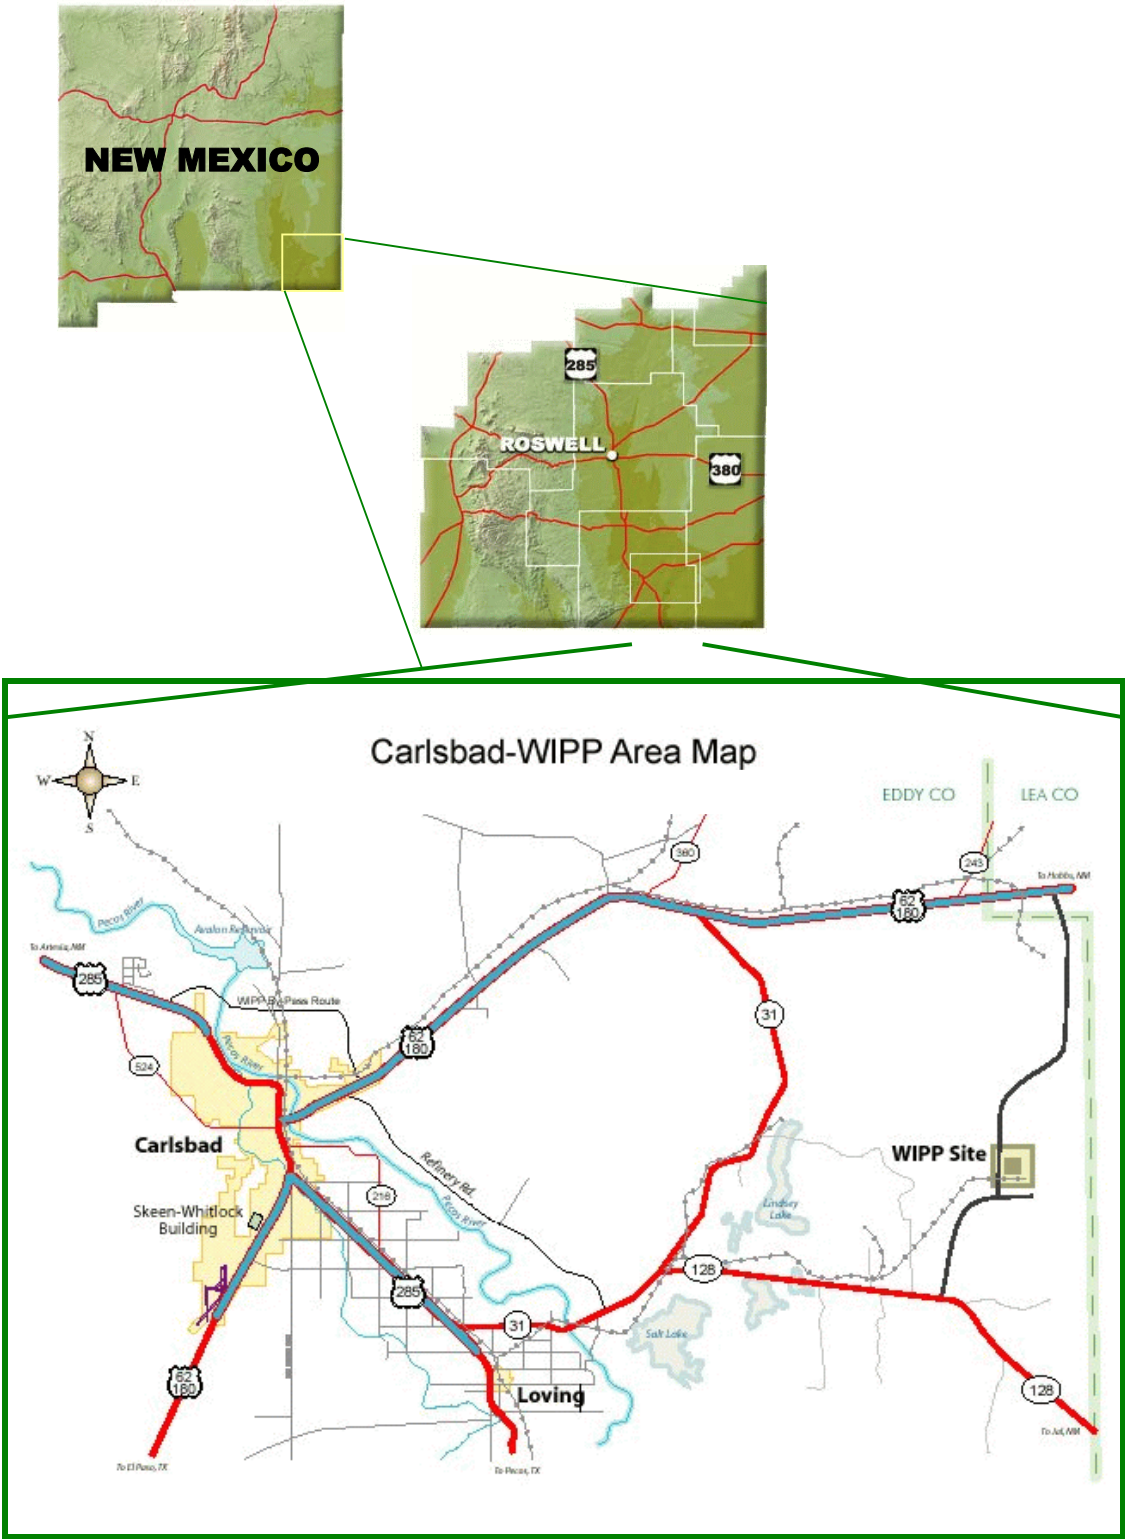 NEW MEXICO
285
ROSWELL
380
Carlsbad-WIPP Area Map
N
W
E
S
EDDY CO
LEA CO
360
243
To Hobbs, NM
62
180
Pecos River
Avalon Reservoir
To Artesia, NM
285
WIPP By-Pass Route
31
62
180
Pecos River
524
Carlsbad
WIPP Site
Refinery Rd.
216
Pecos River
Lindsey
Lake
Skeen-Whitlock
Building
128
285
31
Salt Lake
62
180
Loving
128
To Jal, NM
To El Paso, TX
To Pecos, TX